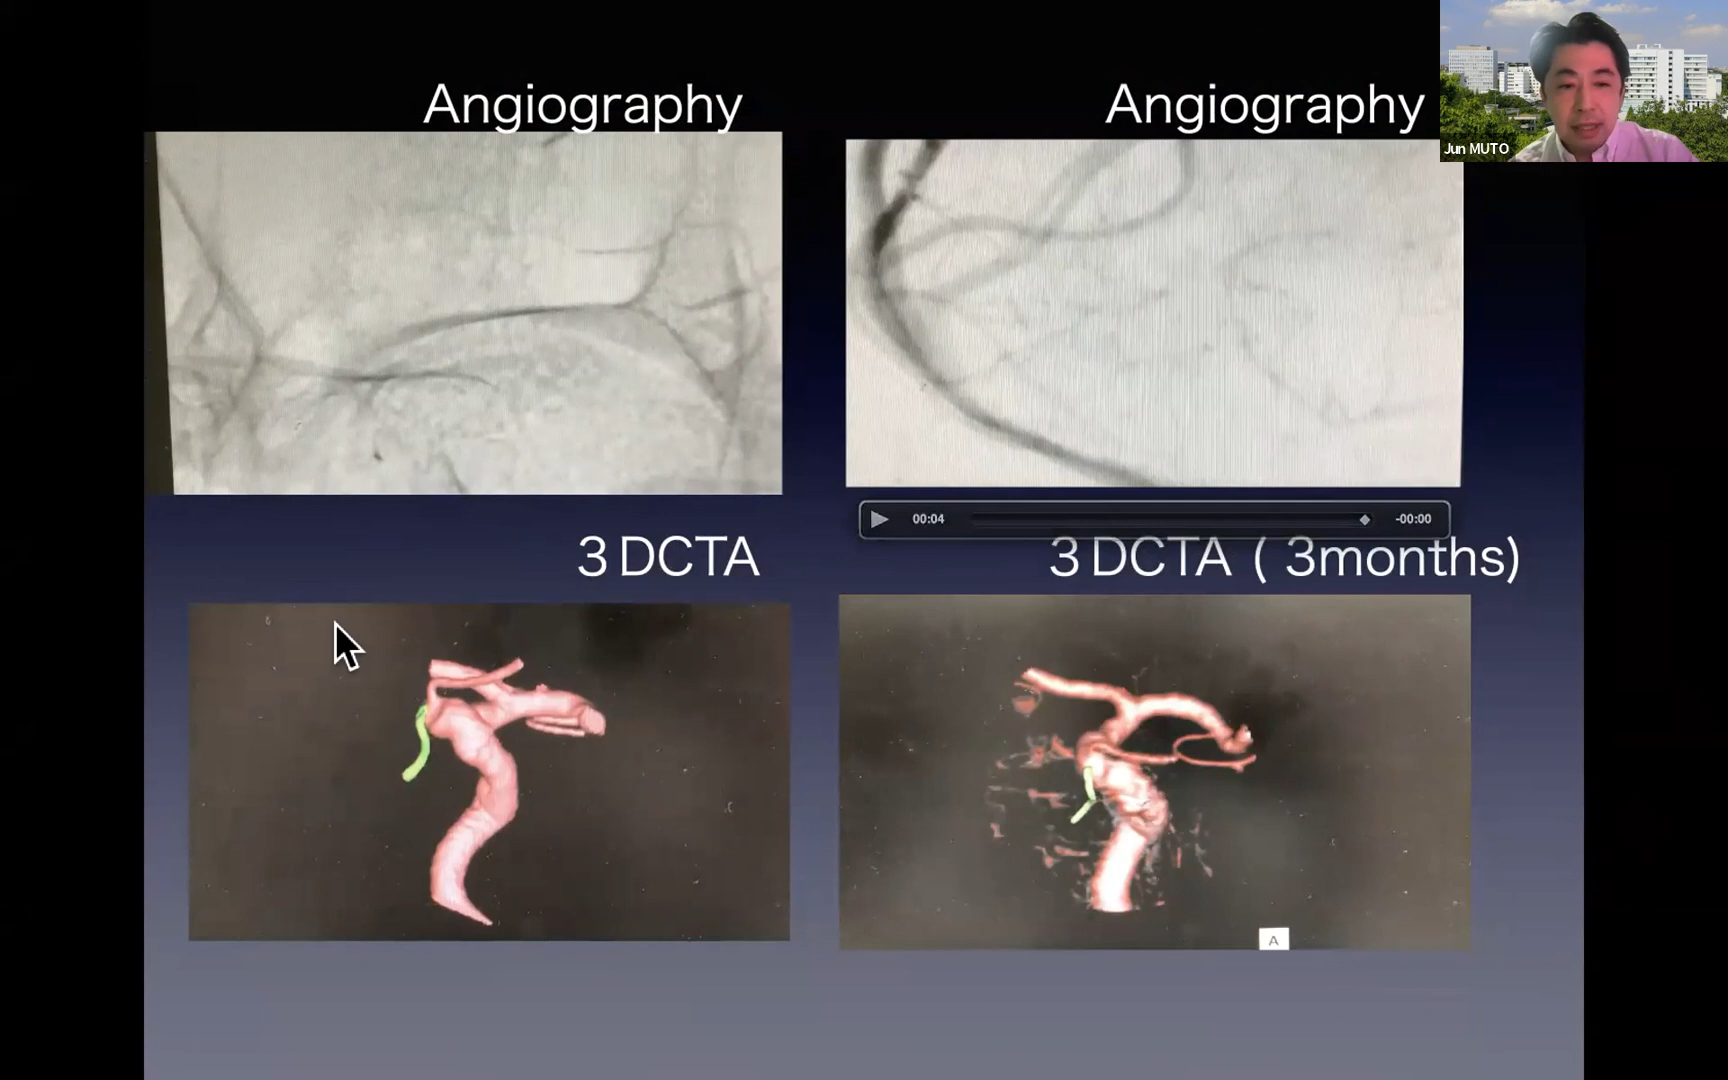 Angiography
Angiography
Jun MUTO
00:04
-00:00
3DCTA
3DCTA ( 3months)
A